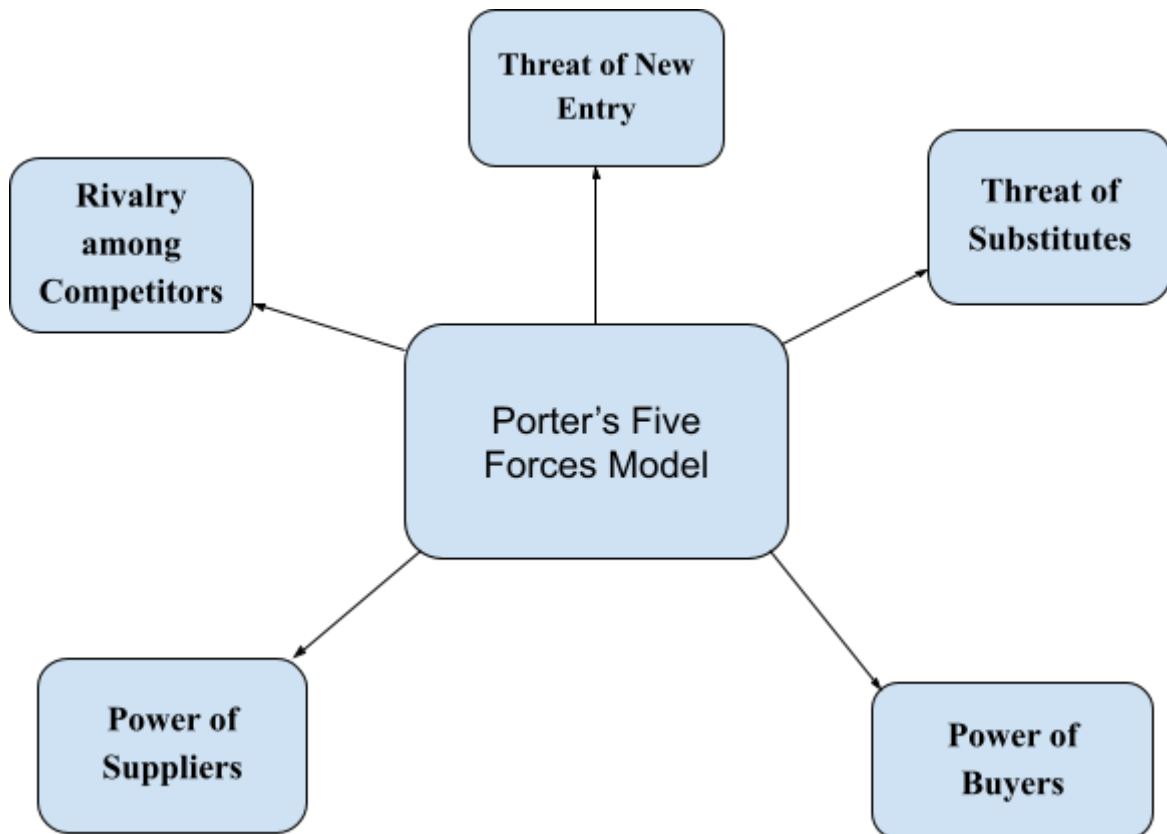 Threat of New
Entry
Rivalry
among
Competitors
Threat of
Substitutes
Porter’s Five
Forces Model
Power of
Suppliers
Power of
Buyers